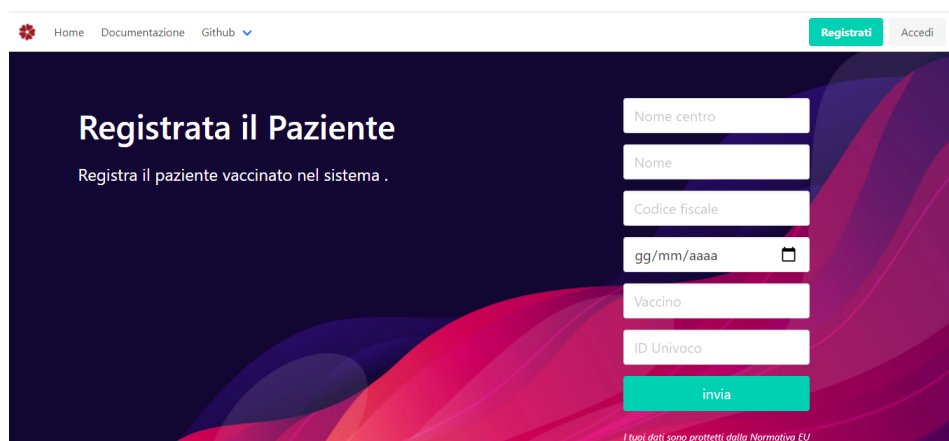 Home Documentazione Github Registrati Accedi
Registrata il Paziente
Registra il paziente vaccinato nel sistema .
Nome centro
Nome
Codice fiscale
gg/mm/aaaa
Vaccino
ID Univoco
invia
I tuoi dati sono prottetti dalla Normativa EU